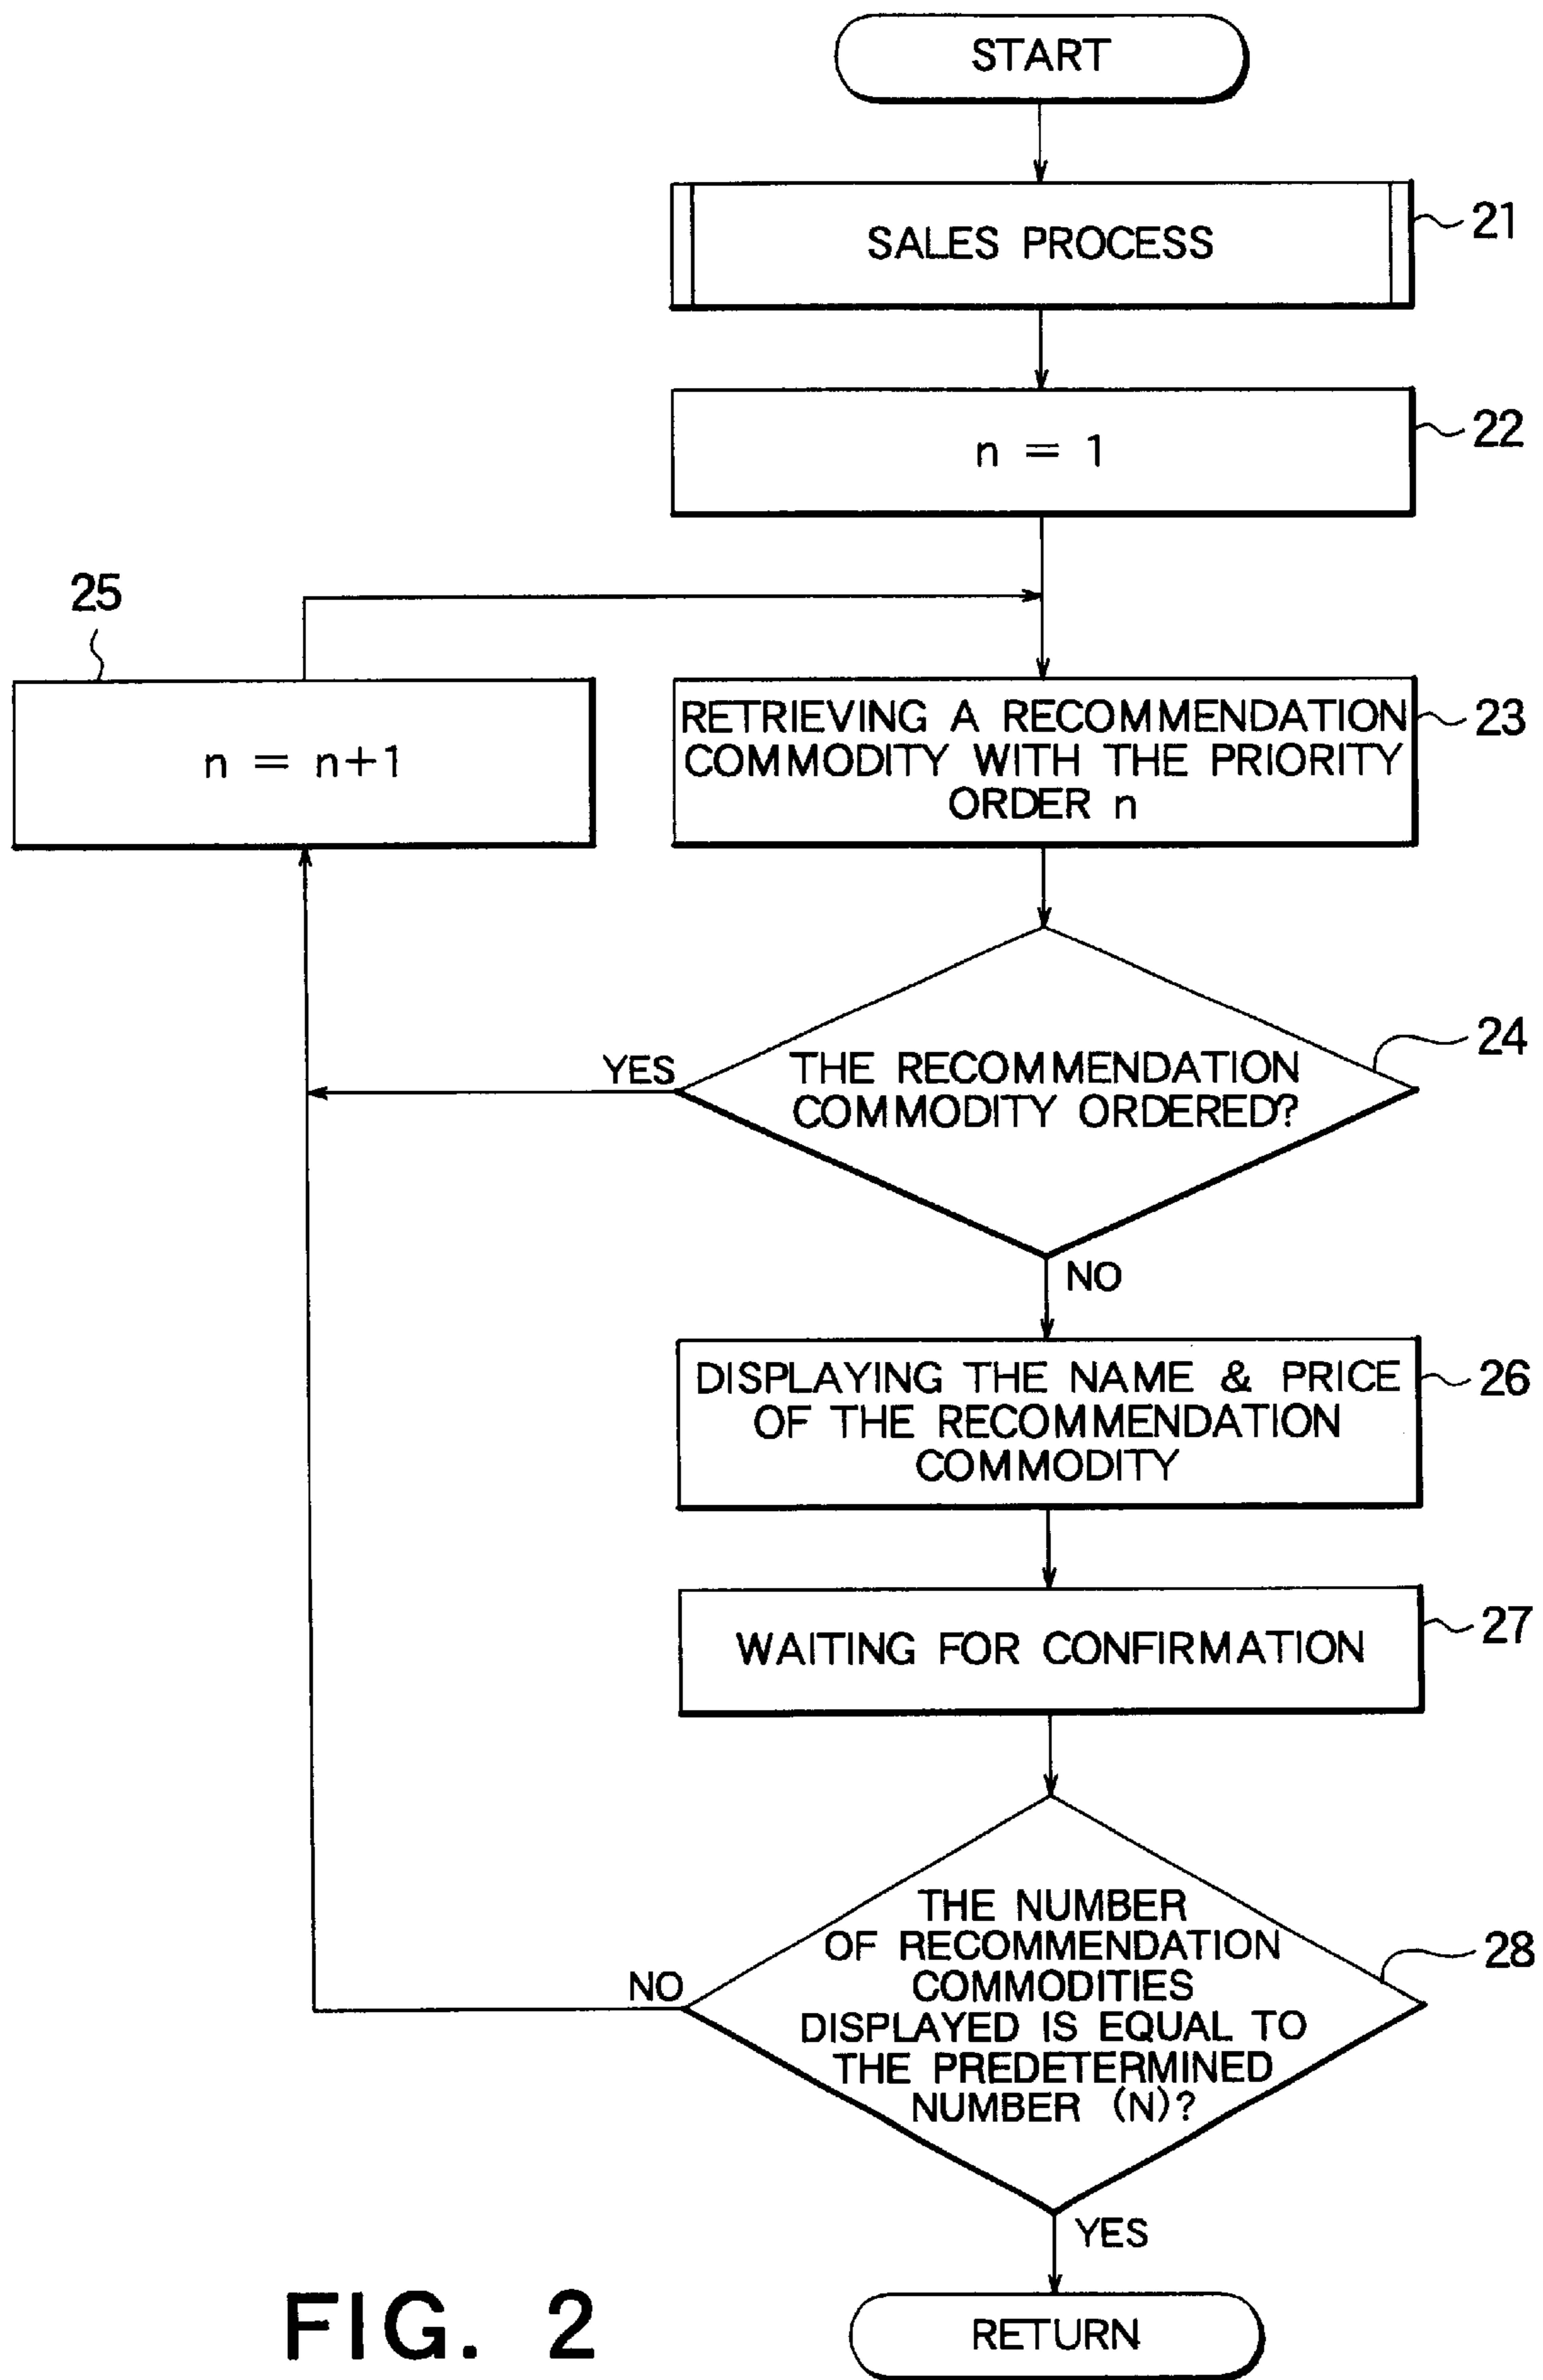 START
SALES PROCESS
21
n = 1
22
25
n = n+1
RETRIEVING A RECOMMENDATION
COMMODITY WITH THE PRIORITY
ORDER n
23
THE RECOMMENDATION
COMMODITY ORDERED?
24
YES
NO
DISPLAYING THE NAME & PRICE
OF THE RECOMMENDATION
COMMODITY
26
WAITING FOR CONFIRMATION
27
THE NUMBER
OF RECOMMENDATION
COMMODITIES
DISPLAYED IS EQUAL TO
THE PREDETERMINED
NUMBER (N)?
28
NO
YES
RETURN
FIG. 2